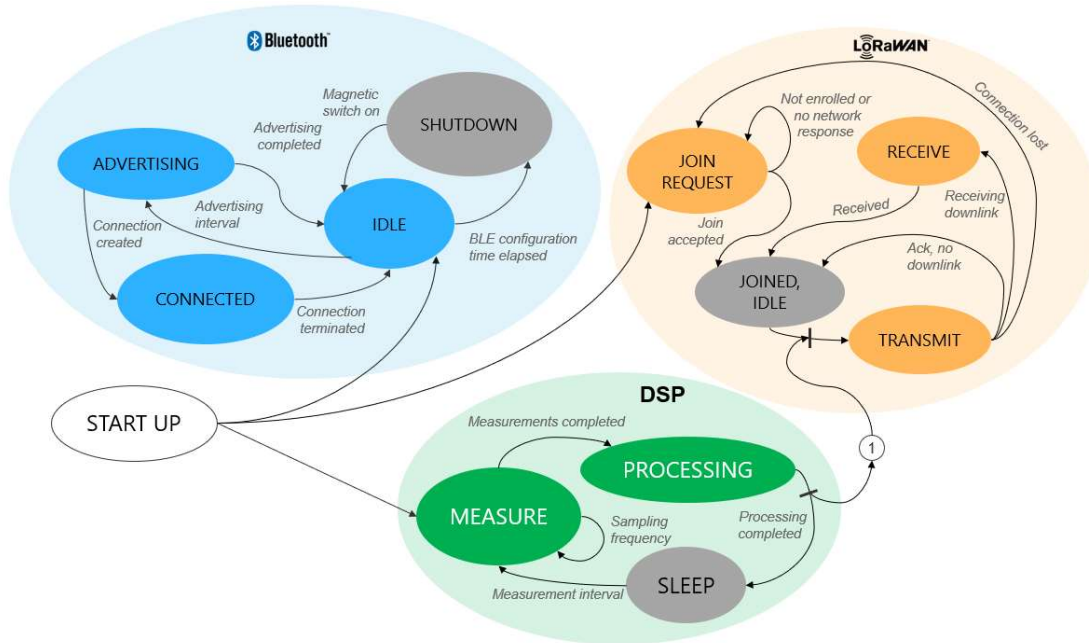 Bluetooth™
Magnetic
switch on
SHUTDOWN
Advertising
completed
ADVERTISING
IDLE
Advertising
interval
Connection
created
BLE configuration
time elapsed
CONNECTED
Connection
terminated
LoRaWAN™
Not enrolled or
no network
response
Connection lost
JOIN
REQUEST
RECEIVE
Join
accepted
Received
Receiving
downlink
Ack, no
downlink
JOINED,
IDLE
TRANSMIT
START UP
DSP
Measurements completed
PROCESSING
1
MEASURE
Sampling
frequency
Processing
completed
SLEEP
Measurement interval